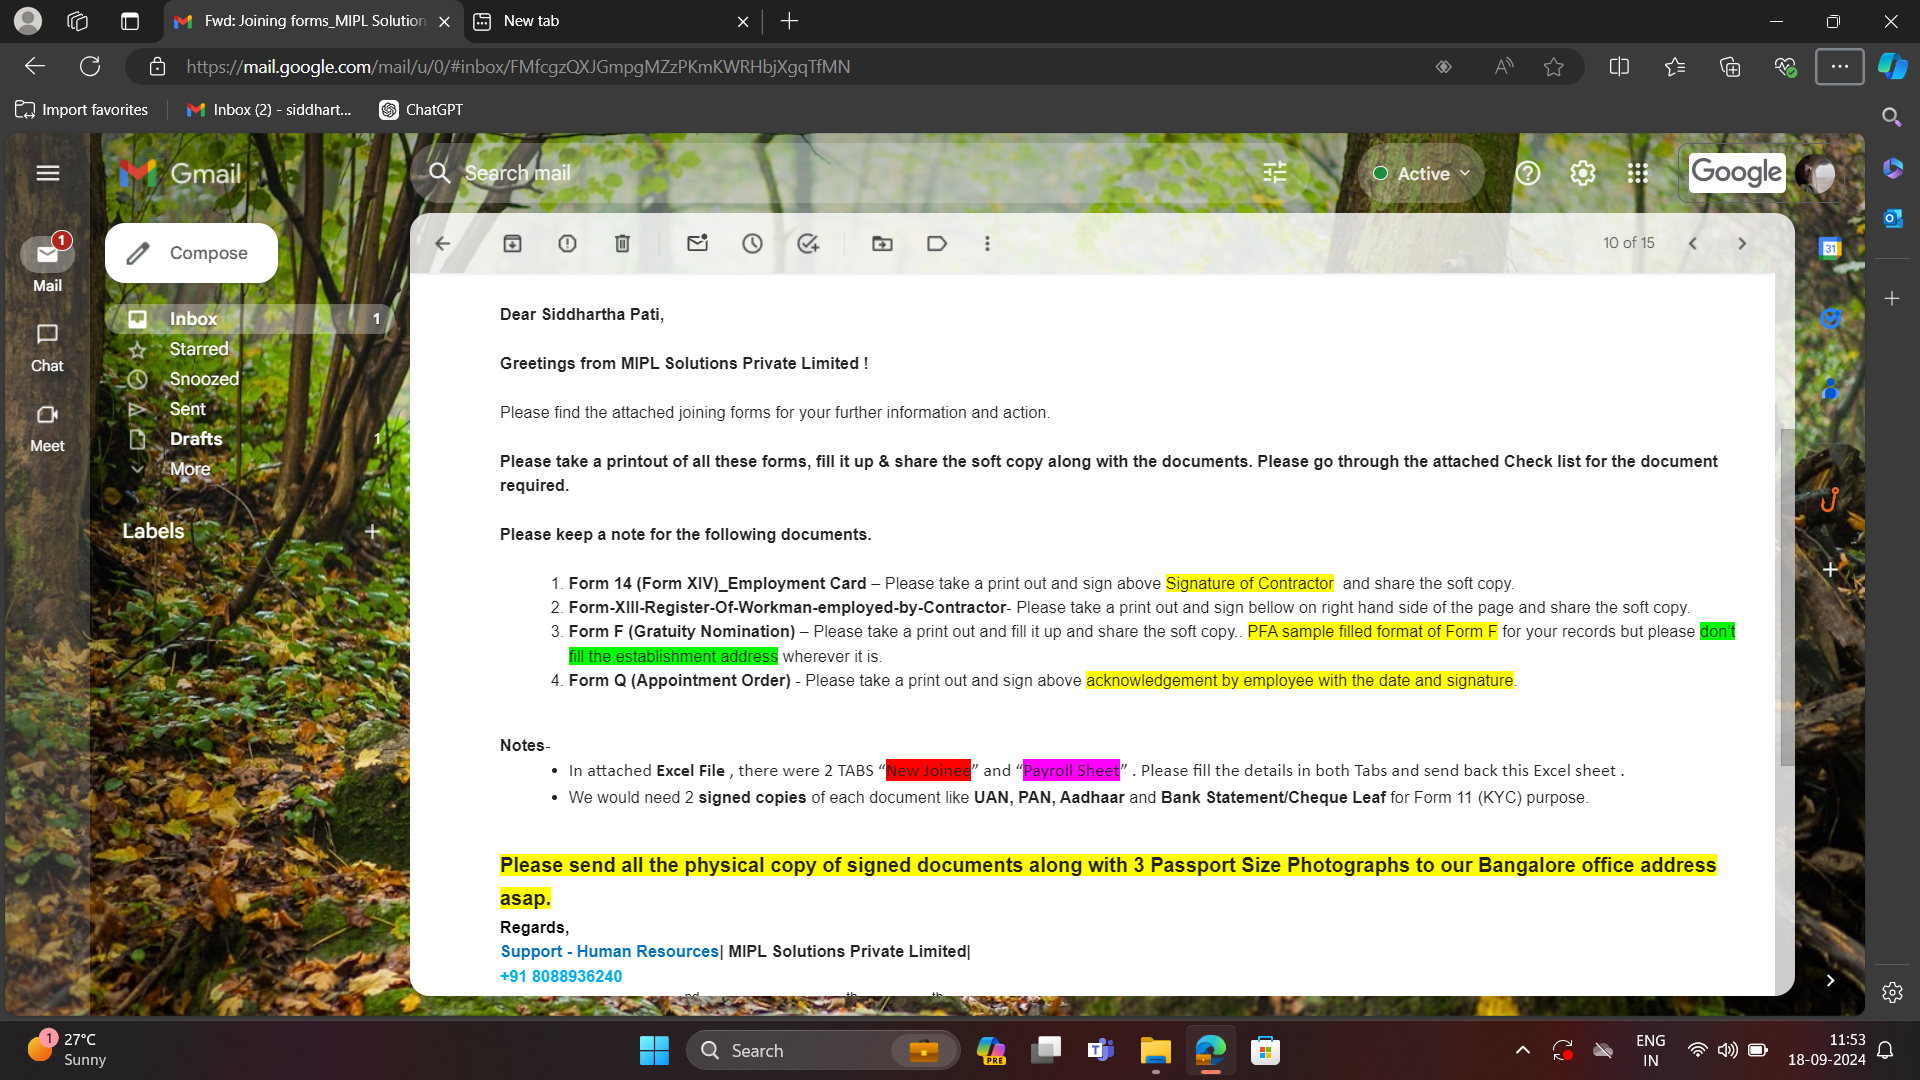 Fwd: Joining forms_MIPL Solution
New tab
https://mail.google.com/mail/u/0/#inbox/FMfcgzQXJGmpgMZzPKmKWRHbjXgqTfMN
Import favorites
Inbox (2) - siddhart...
ChatGPT
Gmail
Search mail
Active
Google
Compose
10 of 15
1
Mail
Chat
Meet
Inbox 1
Starred
Snoozed
Sent
Drafts 1
More
Labels
31
Dear Siddhartha Pati,
Greetings from MIPL Solutions Private Limited !
Please find the attached joining forms for your further information and action.
Please take a printout of all these forms, fill it up & share the soft copy along with the documents. Please go through the attached Check list for the document
required.
Please keep a note for the following documents.
1. Form 14 (Form XIV)_Employment Card – Please take a print out and sign above Signature of Contractor  and share the soft copy.
2. Form-XIII-Register-Of-Workman-employed-by-Contractor- Please take a print out and sign bellow on right hand side of the page and share the soft copy.
3. Form F (Gratuity Nomination) – Please take a print out and fill it up and share the soft copy.. PFA sample filled format of Form F for your records but please don't
fill the establishment address wherever it is.
4. Form Q (Appointment Order) - Please take a print out and sign above acknowledgement by employee with the date and signature.
Notes-
• In attached Excel File , there were 2 TABS “New Joinee” and “Payroll Sheet” . Please fill the details in both Tabs and send back this Excel sheet .
• We would need 2 signed copies of each document like UAN, PAN, Aadhaar and Bank Statement/Cheque Leaf for Form 11 (KYC) purpose.
Please send all the physical copy of signed documents along with 3 Passport Size Photographs to our Bangalore office address
asap.
Regards,
Support - Human Resources| MIPL Solutions Private Limited|
+91 8088936240
1
27°C
Sunny
Search
PRE
ENG
IN
11:53
18-09-2024